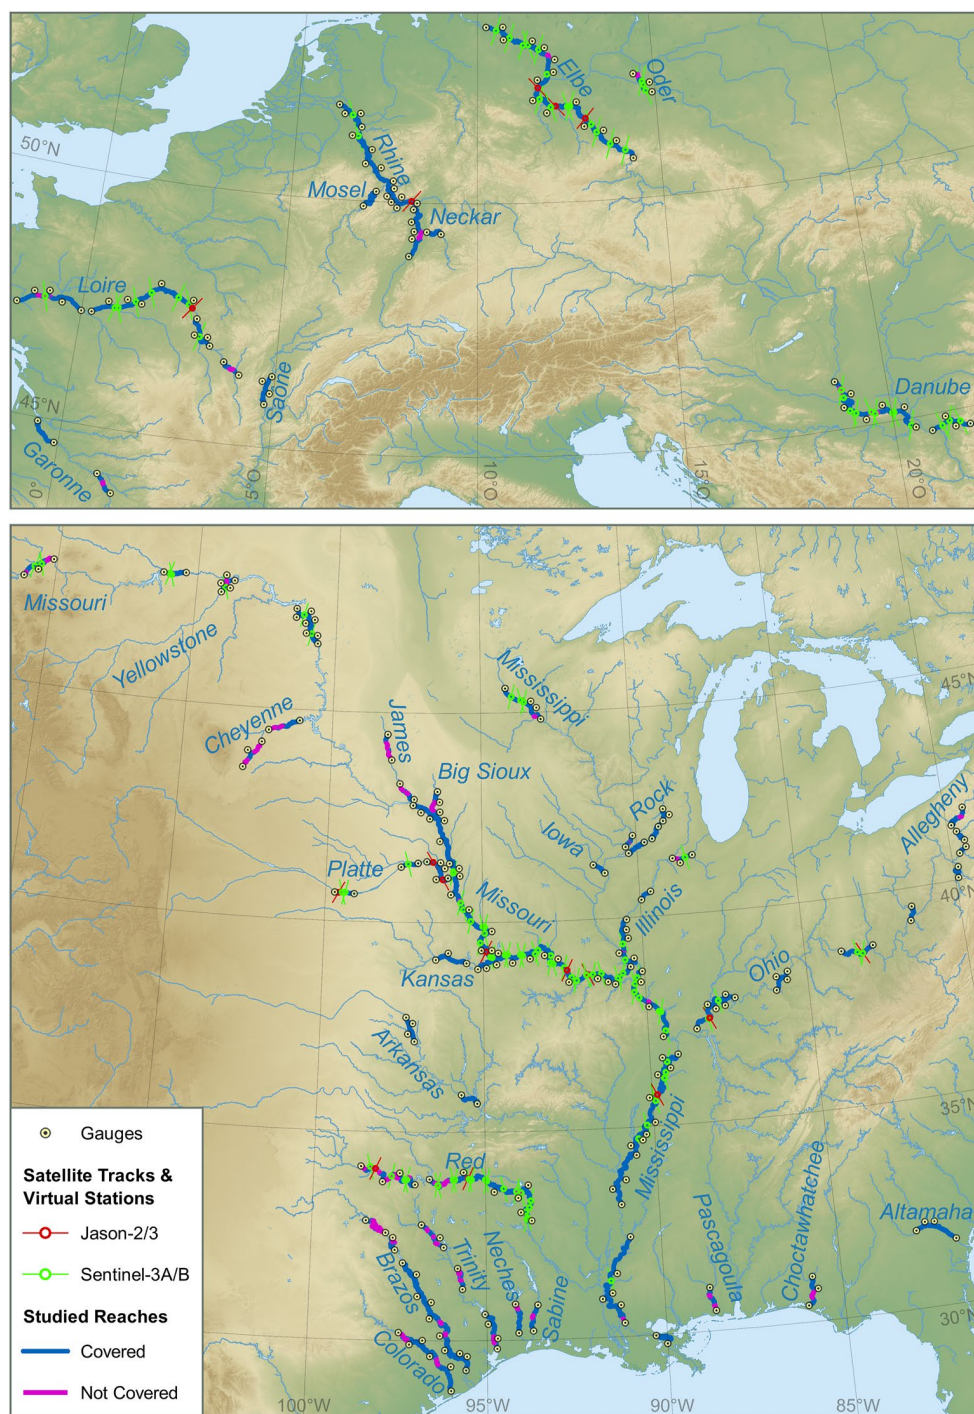 Elbe
Oder
50°N
Rhine
Mosel
Neckar
Loire
Saône
Danube
45°N
Garonne
0°
5°O
10°O
15°O
20°O
Missouri
Yellowstone
Mississippi
45°N
Cheyenne
James
Big Sioux
Rock
Allegheny
Iowa
Platte
40°N
Missouri
Illinois
Kansas
Ohio
Arkansas
35°N
Mississippi
Gauges
Satellite Tracks &
Virtual Stations
Jason-2/3
Sentinel-3A/B
Studied Reaches
Covered
Not Covered
Red
Choctawhatchee
Pascagoula
Altamaha
Trinity
Neches
Brazos
Sabine
30°N
Colorado
100°W
95°W
90°W
85°W